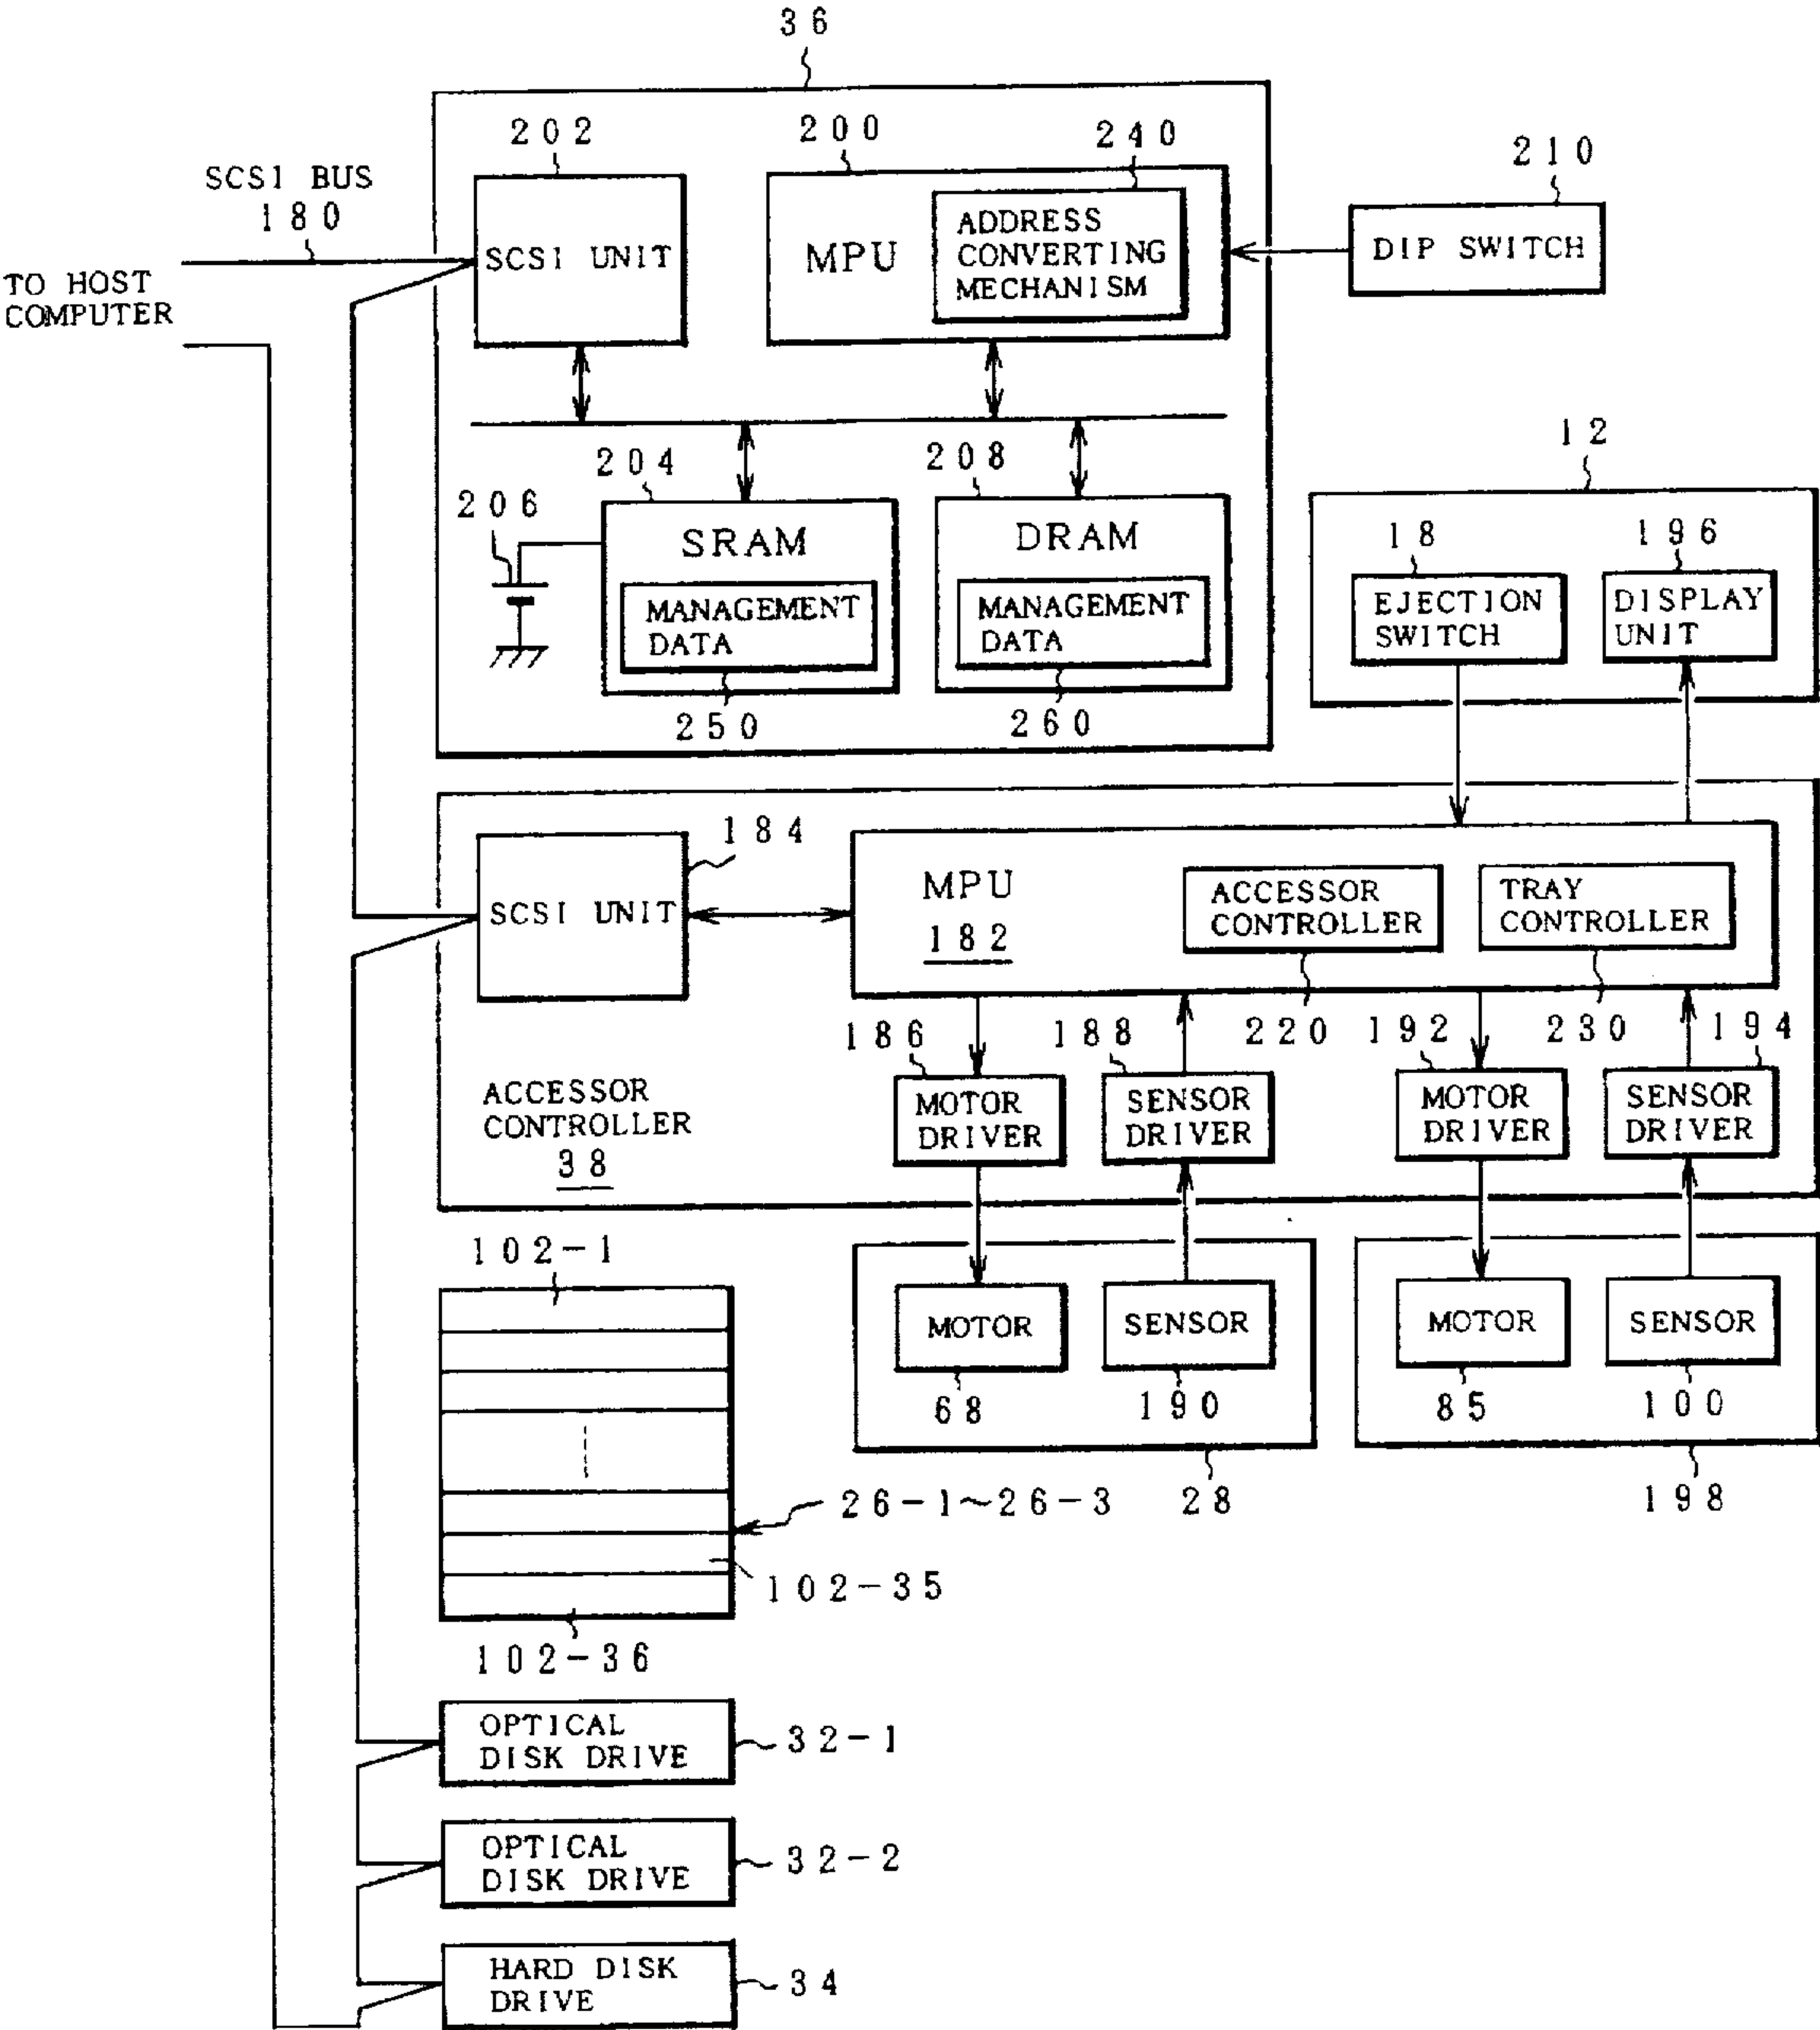 36
202
200
240
210
SCSI BUS
180
SCSI UNIT
MPU
ADDRESS
CONVERTING
MECHANISM
DIP SWITCH
TO HOST
COMPUTER
12
204
208
206
SRAM
DRAM
18
196
MANAGEMENT
DATA
MANAGEMENT
DATA
EJECTION
SWITCH
DISPLAY
UNIT
250
260
184
SCSI UNIT
MPU
182
ACCESSOR
CONTROLLER
TRAY
CONTROLLER
186
188
220
192
230
194
ACCESSOR
CONTROLLER
38
MOTOR
DRIVER
SENSOR
DRIVER
MOTOR
DRIVER
SENSOR
DRIVER
102-1
MOTOR
SENSOR
MOTOR
SENSOR
68
190
85
100
26-1~26-3
28
198
102-35
102-36
OPTICAL
DISK DRIVE
32-1
OPTICAL
DISK DRIVE
32-2
HARD DISK
DRIVE
34